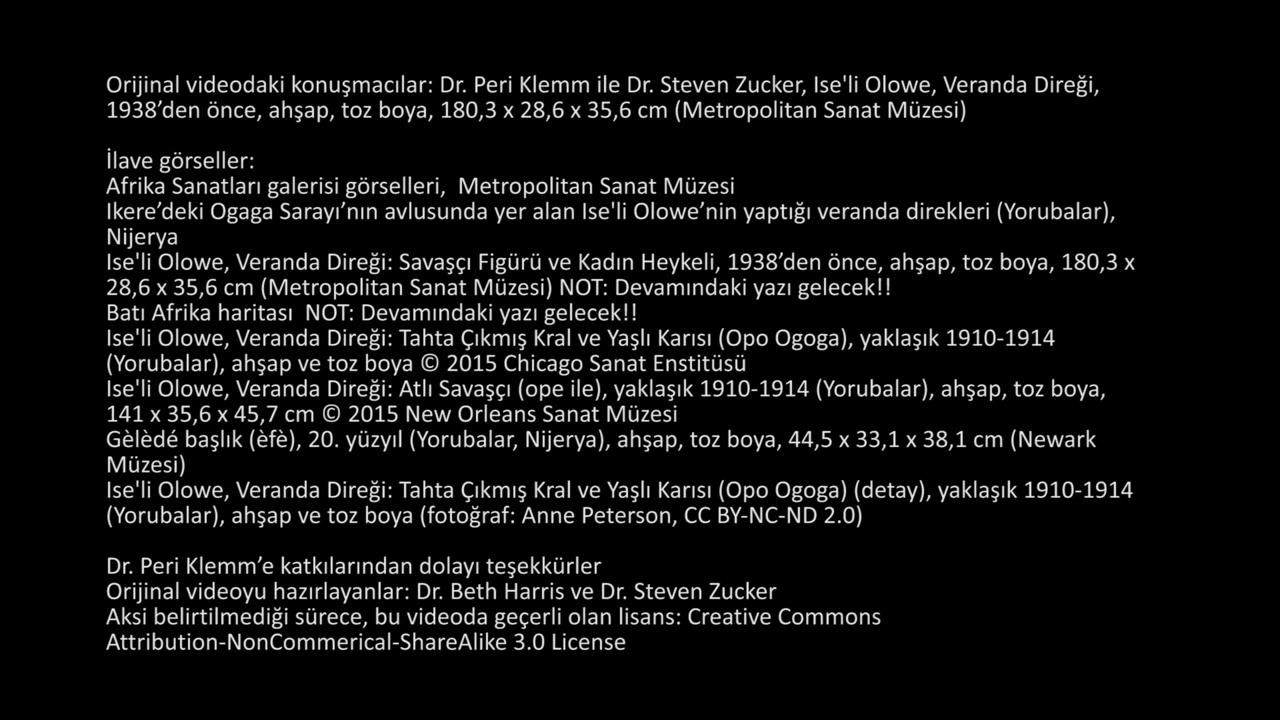 Orijinal videodaki konuşmacılar: Dr. Peri Klemm ile Dr. Steven Zucker, Ise'li Olowe, Veranda Direği,
1938’den önce, ahşap, toz boya, 180,3 x 28,6 x 35,6 cm (Metropolitan Sanat Müzesi)
İlave görseller:
Afrika Sanatları galerisi görselleri,  Metropolitan Sanat Müzesi
Ikere’deki Ogaga Sarayı’nın avlusunda yer alan Ise'li Olowe’nin yaptığı veranda direkleri (Yorubalar),
Nijerya
Ise'li Olowe, Veranda Direği: Savaşçı Figürü ve Kadın Heykeli, 1938’den önce, ahşap, toz boya, 180,3 x
28,6 x 35,6 cm (Metropolitan Sanat Müzesi) NOT: Devamındaki yazı gelecek!!
Batı Afrika haritası  NOT: Devamındaki yazı gelecek!!
Ise'li Olowe, Veranda Direği: Tahta Çıkmış Kral ve Yaşlı Karısı (Opo Ogoga), yaklaşık 1910-1914
(Yorubalar), ahşap ve toz boya © 2015 Chicago Sanat Enstitüsü
Ise'li Olowe, Veranda Direği: Atlı Savaşçı (ope ile), yaklaşık 1910-1914 (Yorubalar), ahşap, toz boya,
141 x 35,6 x 45,7 cm © 2015 New Orleans Sanat Müzesi
Gèlèdé başlık (èfè), 20. yüzyıl (Yorubalar, Nijerya), ahşap, toz boya, 44,5 x 33,1 x 38,1 cm (Newark
Müzesi)
Ise'li Olowe, Veranda Direği: Tahta Çıkmış Kral ve Yaşlı Karısı (Opo Ogoga) (detay), yaklaşık 1910-1914
(Yorubalar), ahşap ve toz boya (fotoğraf: Anne Peterson, CC BY-NC-ND 2.0)
Dr. Peri Klemm’e katkılarından dolayı teşekkürler
Orijinal videoyu hazırlayanlar: Dr. Beth Harris ve Dr. Steven Zucker
Aksi belirtilmediği sürece, bu videoda geçerli olan lisans: Creative Commons
Attribution-NonCommerical-ShareAlike 3.0 License